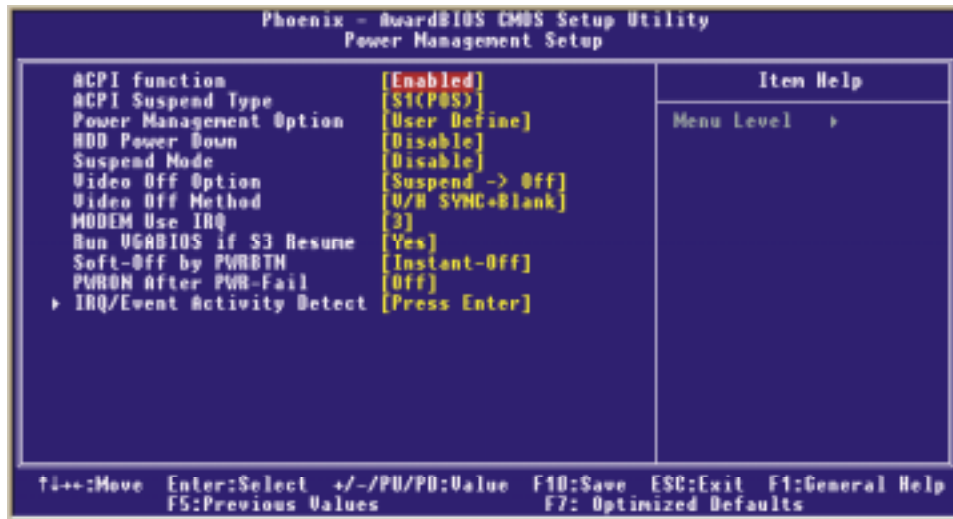 Phoenix - AwardBIOS CMOS Setup Utility
Power Management Setup
ACPI function [Enabled]
ACPI Suspend Type [S1(POS)]
Power Management Option [User Define]
HDD Power Down [Disable]
Suspend Mode [Disable]
Video Off Option [Suspend -> Off]
Video Off Method [V/H SYNC+Blank]
MODEM Use IRQ [3]
Run VGABIOS if S3 Resume [Yes]
Soft-Off by PWRBTN [Instant-Off]
PWRON After PWR-Fail [Off]
▸ IRQ/Event Activity Detect [Press Enter]
Item Help
Menu Level ▸
↑↓→←:Move Enter:Select +/-/PU/PD:Value F10:Save ESC:Exit F1:General Help
F5:Previous Values F7: Optimized Defaults